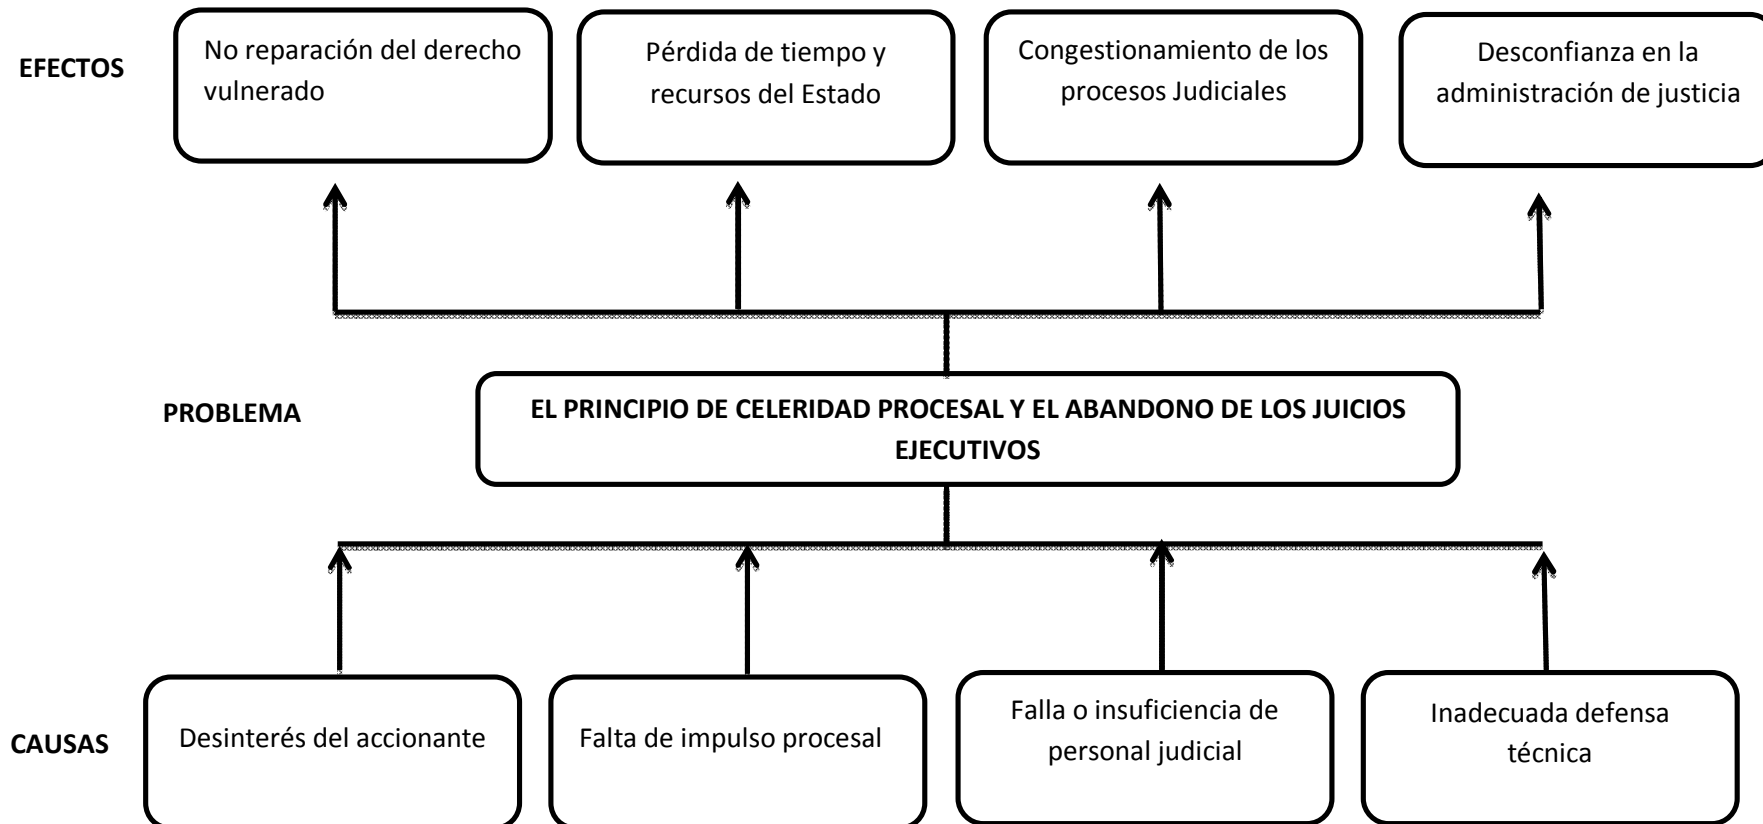 EFECTOS
No reparación del derecho
vulnerado
Pérdida de tiempo y
recursos del Estado
Congestionamiento de los
procesos Judiciales
Desconfianza en la
administración de justicia
PROBLEMA
EL PRINCIPIO DE CELERIDAD PROCESAL Y EL ABANDONO DE LOS JUICIOS
EJECUTIVOS
CAUSAS
Desinterés del accionante
Falta de impulso procesal
Falla o insuficiencia de
personal judicial
Inadecuada defensa
técnica